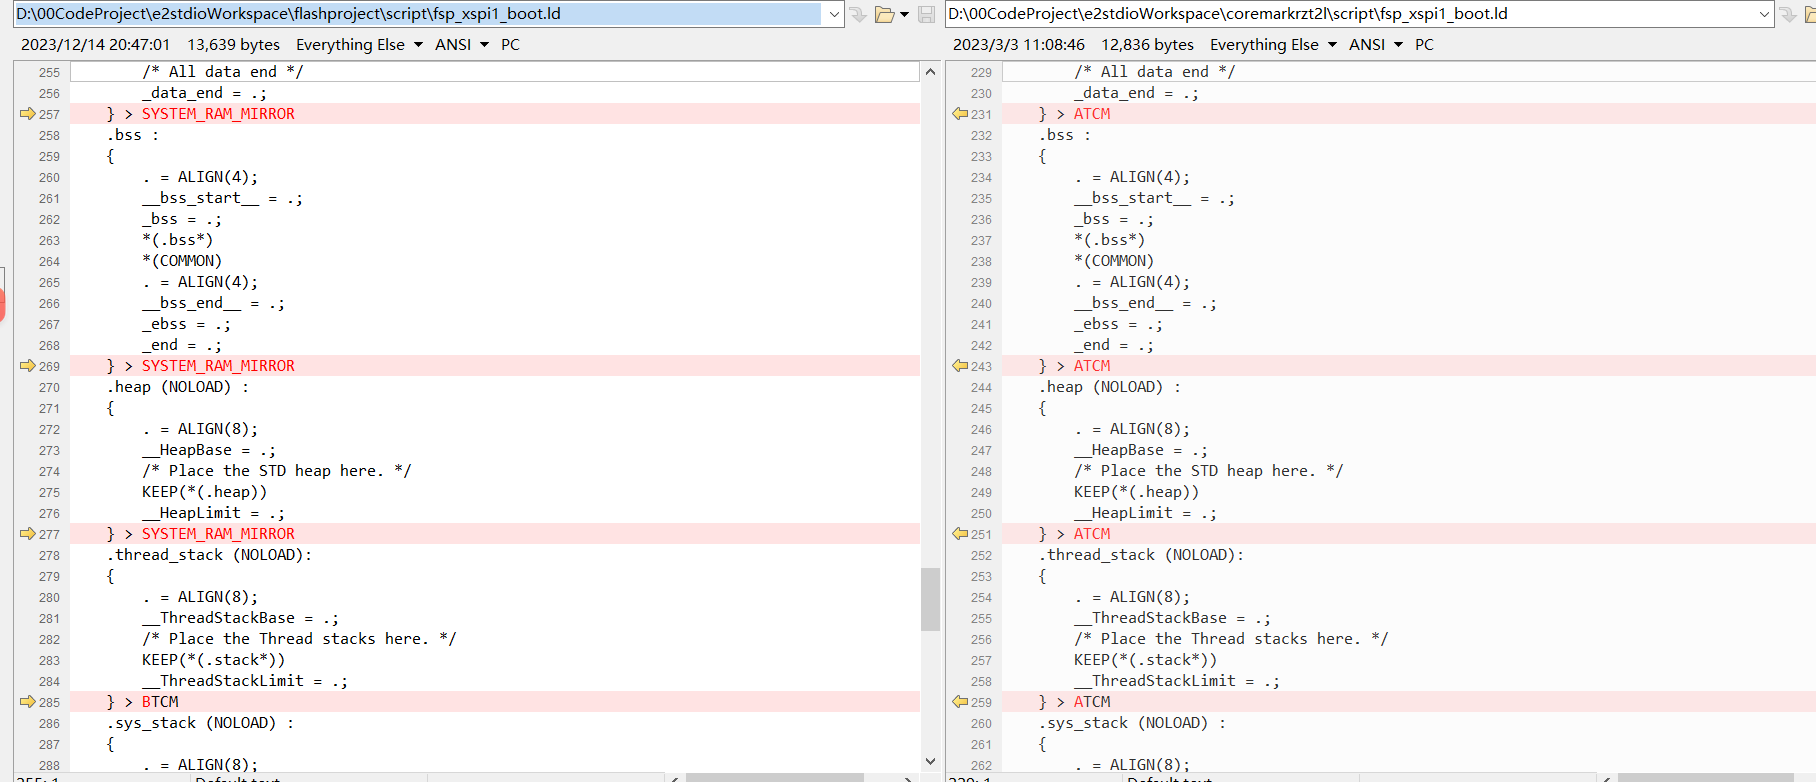 D:\00CodeProject\e2stdioWorkspace\flashproject\script\fsp_xspi1_boot.ld
2023/12/14 20:47:01 13,639 bytes Everything Else ANSI PC
255 /* All data end */
256 _data_end = .;
257 } > SYSTEM_RAM_MIRROR
258 .bss :
259 {
260 . = ALIGN(4);
261 __bss_start__ = .;
262 _bss = .;
263 *(.bss*)
264 *(COMMON)
265 . = ALIGN(4);
266 __bss_end__ = .;
267 _ebss = .;
268 _end = .;
269 } > SYSTEM_RAM_MIRROR
270 .heap (NOLOAD) :
271 {
272 . = ALIGN(8);
273 __HeapBase = .;
274 /* Place the STD heap here. */
275 KEEP(*(.heap))
276 __HeapLimit = .;
277 } > SYSTEM_RAM_MIRROR
278 .thread_stack (NOLOAD):
279 {
280 . = ALIGN(8);
281 __ThreadStackBase = .;
282 /* Place the Thread stacks here. */
283 KEEP(*(.stack*))
284 __ThreadStackLimit = .;
285 } > BTCM
286 .sys_stack (NOLOAD) :
287 {
288 . = ALIGN(8);
255: 1 Default text
D:\00CodeProject\e2stdioWorkspace\coremarkrzt2l\script\fsp_xspi1_boot.ld
2023/3/3 11:08:46 12,836 bytes Everything Else ANSI PC
229 /* All data end */
230 _data_end = .;
231 } > ATCM
232 .bss :
233 {
234 . = ALIGN(4);
235 __bss_start__ = .;
236 _bss = .;
237 *(.bss*)
238 *(COMMON)
239 . = ALIGN(4);
240 __bss_end__ = .;
241 _ebss = .;
242 _end = .;
243 } > ATCM
244 .heap (NOLOAD) :
245 {
246 . = ALIGN(8);
247 __HeapBase = .;
248 /* Place the STD heap here. */
249 KEEP(*(.heap))
250 __HeapLimit = .;
251 } > ATCM
252 .thread_stack (NOLOAD):
253 {
254 . = ALIGN(8);
255 __ThreadStackBase = .;
256 /* Place the Thread stacks here. */
257 KEEP(*(.stack*))
258 __ThreadStackLimit = .;
259 } > ATCM
260 .sys_stack (NOLOAD) :
261 {
262 . = ALIGN(8);
229: 1 Default text